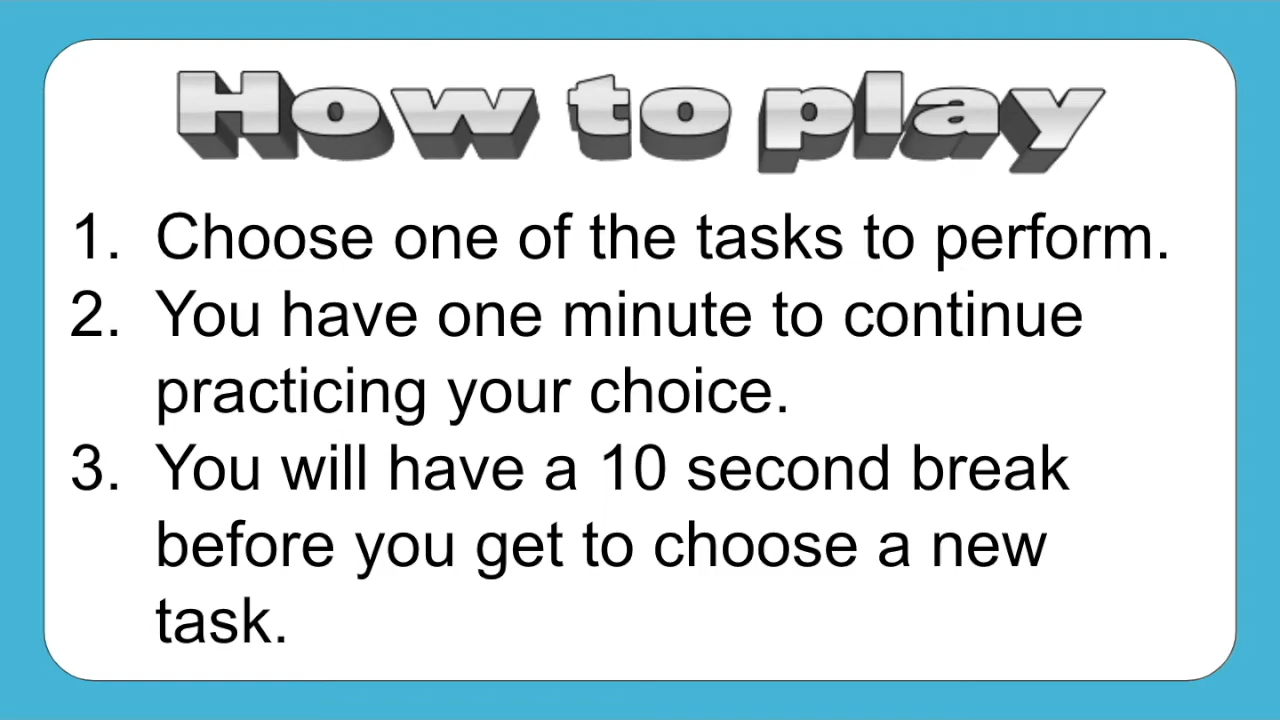 How to play
1. Choose one of the tasks to perform.
2. You have one minute to continue
practicing your choice.
3. You will have a 10 second break
before you get to choose a new
task.